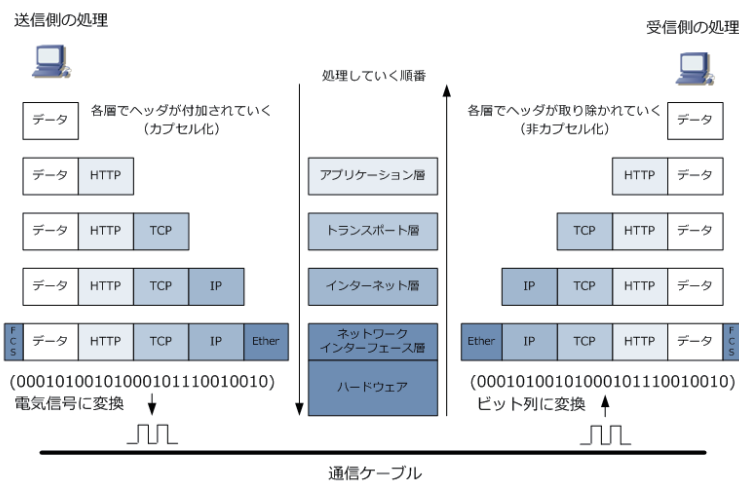 送信側の処理
受信側の処理
処理していく順番
各層でヘッダが付加されていく
（カプセル化）
各層でヘッダが取り除かれていく
（非カプセル化）
データ
データ
データ HTTP
アプリケーション層
HTTP データ
データ HTTP TCP
トランスポート層
TCP HTTP データ
データ HTTP TCP IP
インターネット層
IP TCP HTTP データ
FCS データ HTTP TCP IP Ether
ネットワーク
インターフェース層
Ether IP TCP HTTP データ FCS
(00010100101000101110010010)
ハードウェア
(00010100101000101110010010)
電気信号に変換
ビット列に変換
通信ケーブル